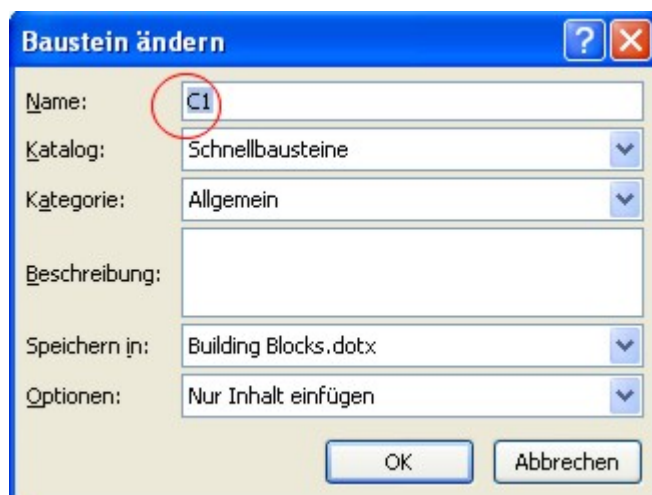 Baustein ändern
Name: C1
Katalog: Schnellbausteine
Kategorie: Allgemein
Beschreibung:
Speichern in: Building Blocks.dotx
Optionen: Nur Inhalt einfügen
OK Abbrechen